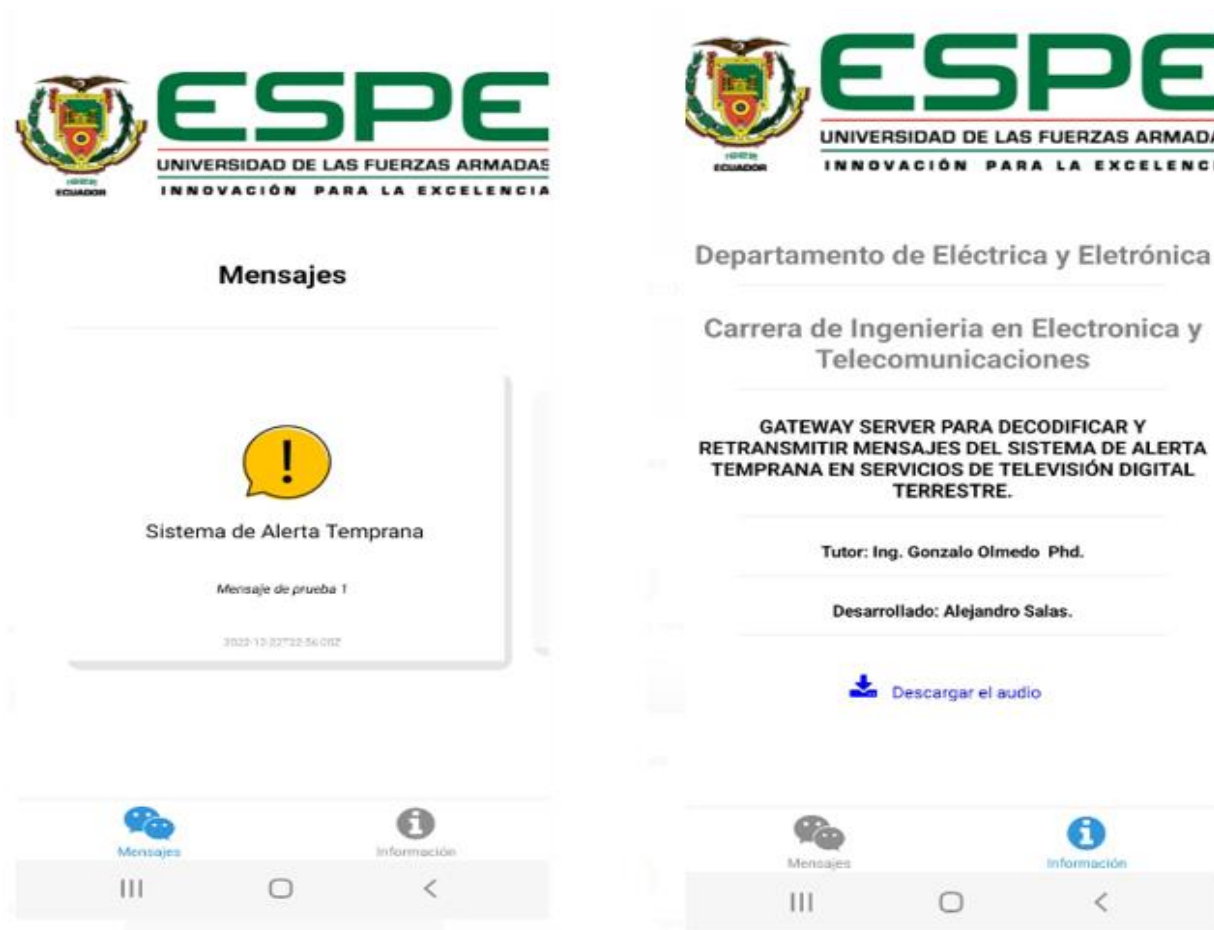 ESPE
UNIVERSIDAD DE LAS FUERZAS ARMADAS
INNOVACIÓN PARA LA EXCELENCIA
ECUADOR
Mensajes
!
Sistema de Alerta Temprana
Mensaje de prueba 1
Mensajes
Información
ESPE
UNIVERSIDAD DE LAS FUERZAS ARMADA
INNOVACIÓN PARA LA EXCELENCI
ECUADOR
Departamento de Eléctrica y Eletrónica
Carrera de Ingenieria en Electronica y
Telecomunicaciones
GATEWAY SERVER PARA DECODIFICAR Y
RETRANSMITIR MENSAJES DEL SISTEMA DE ALERTA
TEMPRANA EN SERVICIOS DE TELEVISIÓN DIGITAL
TERRESTRE.
Tutor: Ing. Gonzalo Olmedo Phd.
Desarrollado: Alejandro Salas.
Descargar el audio
Mensajes
Información